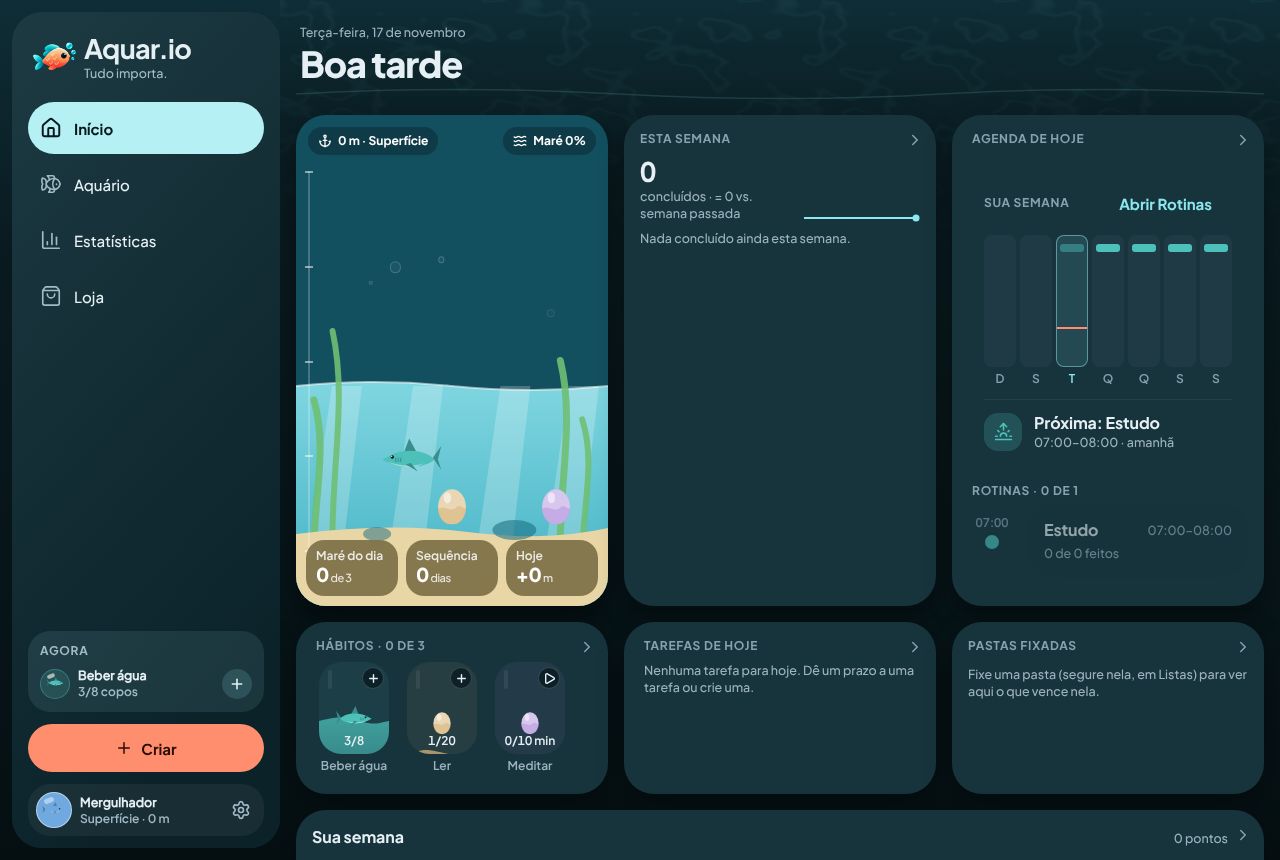 Aquar.io
Tudo importa.
Início
Aquário
Estatísticas
Loja
AGORA
Beber água
3/8 copos
Criar
Mergulhador
Superfície · 0 m
Terça-feira, 17 de novembro
Boa tarde
0 m · Superfície
Maré 0%
Maré do dia
0 de 3
Sequência
0 dias
Hoje
+0 m
ESTA SEMANA
0
concluídos · = 0 vs.
semana passada
Nada concluído ainda esta semana.
AGENDA DE HOJE
SUA SEMANA
Abrir Rotinas
D S T Q Q S S
Próxima: Estudo
07:00–08:00 · amanhã
ROTINAS · 0 DE 1
07:00
Estudo
07:00–08:00
0 de 0 feitos
HÁBITOS · 0 DE 3
3/8
Beber água
1/20
Ler
0/10 min
Meditar
TAREFAS DE HOJE
Nenhuma tarefa para hoje. Dê um prazo a uma
tarefa ou crie uma.
PASTAS FIXADAS
Fixe uma pasta (segure nela, em Listas) para ver
aqui o que vence nela.
Sua semana
0 pontos